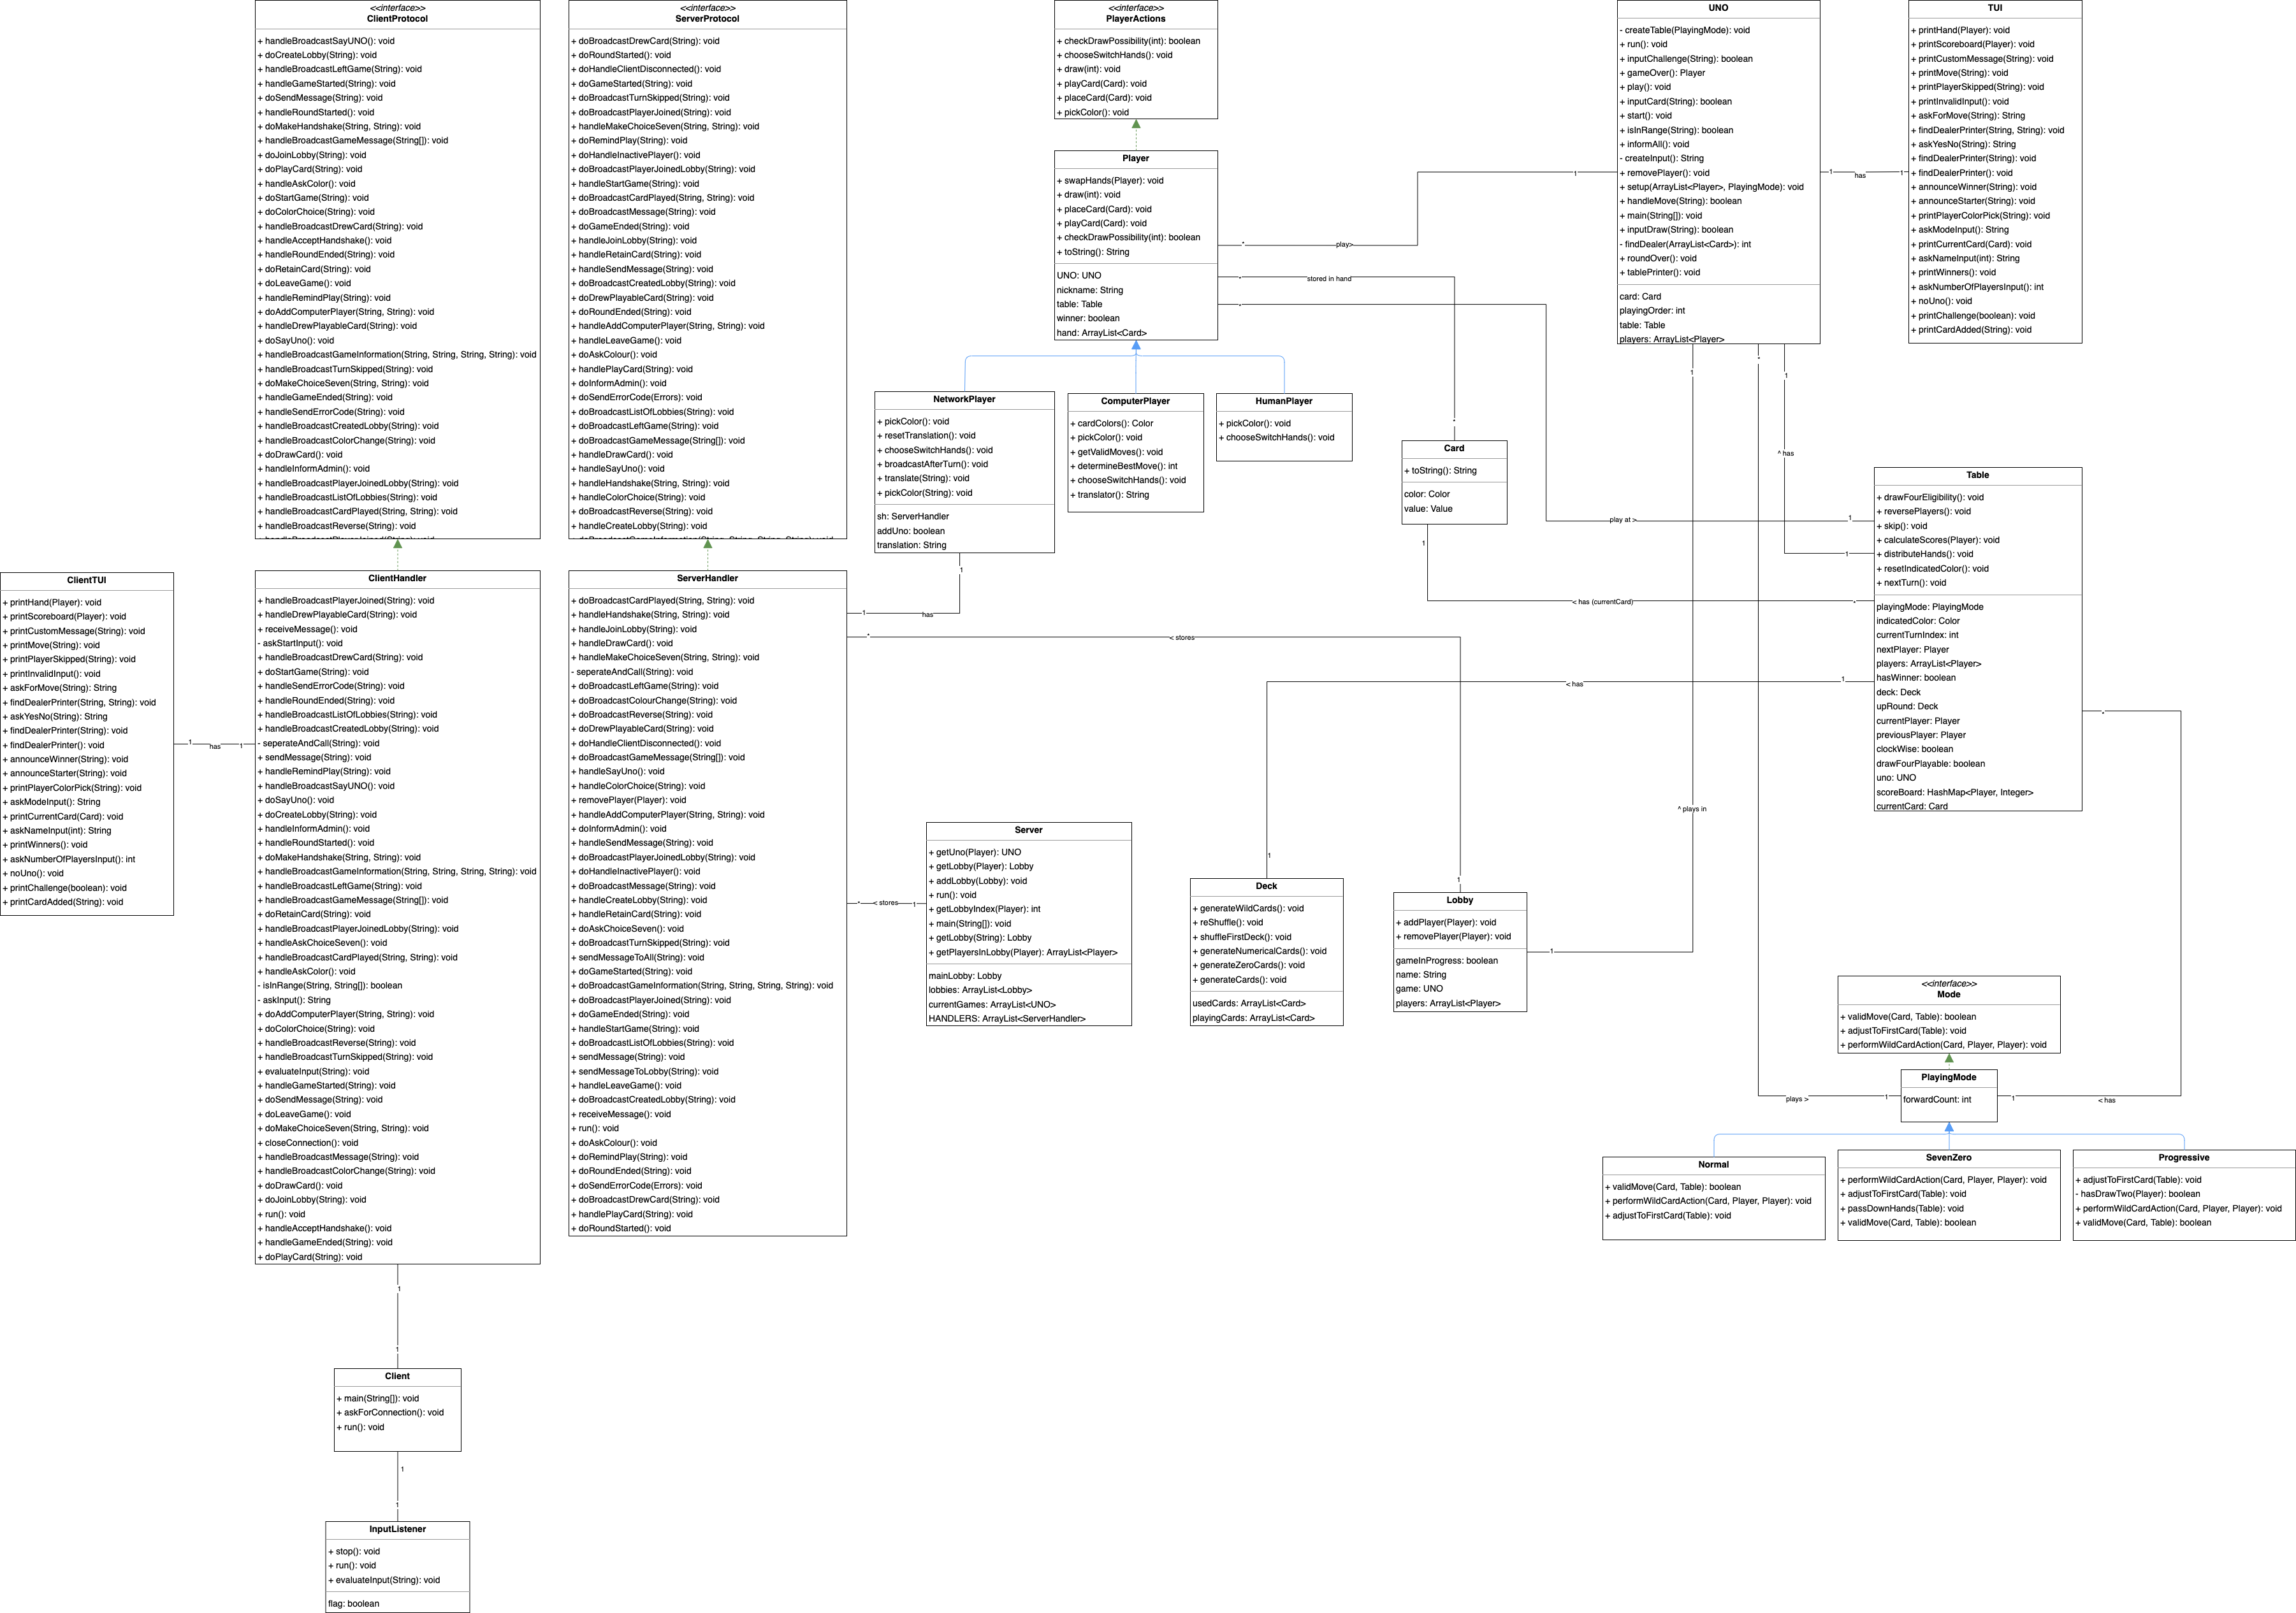 <<interface>>
ClientProtocol
+ handleBroadcastSayUNO(): void
+ doCreateLobby(String): void
+ handleBroadcastLeftGame(String): void
+ handleGameStarted(String): void
+ doSendMessage(String): void
+ handleRoundStarted(): void
+ doMakeHandshake(String, String): void
+ handleBroadcastGameMessage(String[]): void
+ doJoinLobby(String): void
+ doPlayCard(String): void
+ handleAskColor(): void
+ doStartGame(String): void
+ doColorChoice(String): void
+ handleBroadcastDrewCard(String): void
+ handleAcceptHandshake(): void
+ handleRoundEnded(String): void
+ doRetainCard(String): void
+ doLeaveGame(): void
+ handleRemindPlay(String): void
+ doAddComputerPlayer(String, String): void
+ handleDrewPlayableCard(String): void
+ doSayUno(): void
+ handleBroadcastGameInformation(String, String, String, String): void
+ handleBroadcastTurnSkipped(String): void
+ doMakeChoiceSeven(String, String): void
+ handleGameEnded(String): void
+ handleSendErrorCode(String): void
+ handleBroadcastCreatedLobby(String): void
+ handleBroadcastColorChange(String): void
+ doDrawCard(): void
+ handleInformAdmin(): void
+ handleBroadcastPlayerJoinedLobby(String): void
+ handleBroadcastListOfLobbies(String): void
+ handleBroadcastCardPlayed(String, String): void
+ handleBroadcastReverse(String): void
<<interface>>
ServerProtocol
+ doBroadcastDrewCard(String): void
+ doRoundStarted(): void
+ doHandleClientDisconnected(): void
+ doGameStarted(String): void
+ doBroadcastTurnSkipped(String): void
+ doBroadcastPlayerJoined(String): void
+ handleMakeChoiceSeven(String, String): void
+ doRemindPlay(String): void
+ doHandleInactivePlayer(): void
+ doBroadcastPlayerJoinedLobby(String): void
+ handleStartGame(String): void
+ doBroadcastCardPlayed(String, String): void
+ doBroadcastMessage(String): void
+ doGameEnded(String): void
+ handleJoinLobby(String): void
+ handleRetainCard(String): void
+ handleSendMessage(String): void
+ doBroadcastCreatedLobby(String): void
+ doDrewPlayableCard(String): void
+ doRoundEnded(String): void
+ handleAddComputerPlayer(String, String): void
+ handleLeaveGame(): void
+ doAskColour(): void
+ handlePlayCard(String): void
+ doInformAdmin(): void
+ doSendErrorCode(Errors): void
+ doBroadcastListOfLobbies(String): void
+ doBroadcastLeftGame(String): void
+ doBroadcastGameMessage(String[]): void
+ handleDrawCard(): void
+ handleSayUno(): void
+ handleHandshake(String, String): void
+ handleColorChoice(String): void
+ doBroadcastReverse(String): void
+ handleCreateLobby(String): void
<<interface>>
PlayerActions
+ checkDrawPossibility(int): boolean
+ chooseSwitchHands(): void
+ draw(int): void
+ playCard(Card): void
+ placeCard(Card): void
+ pickColor(): void
Player
+ swapHands(Player): void
+ draw(int): void
+ placeCard(Card): void
+ playCard(Card): void
+ checkDrawPossibility(int): boolean
+ toString(): String
UNO: UNO
nickname: String
table: Table
winner: boolean
hand: ArrayList<Card>
UNO
- createTable(PlayingMode): void
+ run(): void
+ inputChallenge(String): boolean
+ gameOver(): Player
+ play(): void
+ inputCard(String): boolean
+ start(): void
+ isInRange(String): boolean
+ informAll(): void
- createInput(): String
+ removePlayer(): void
+ setup(ArrayList<Player>, PlayingMode): void
+ handleMove(String): boolean
+ main(String[]): void
+ inputDraw(String): boolean
- findDealer(ArrayList<Card>): int
+ roundOver(): void
+ tablePrinter(): void
card: Card
playingOrder: int
table: Table
players: ArrayList<Player>
TUI
+ printHand(Player): void
+ printScoreboard(Player): void
+ printCustomMessage(String): void
+ printMove(String): void
+ printPlayerSkipped(String): void
+ printInvalidInput(): void
+ askForMove(String): String
+ findDealerPrinter(String, String): void
+ askYesNo(String): String
+ findDealerPrinter(String): void
+ findDealerPrinter(): void
+ announceWinner(String): void
+ announceStarter(String): void
+ printPlayerColorPick(String): void
+ askModeInput(): String
+ printCurrentCard(Card): void
+ askNameInput(int): String
+ printWinners(): void
+ askNumberOfPlayersInput(): int
+ noUno(): void
+ printChallenge(boolean): void
+ printCardAdded(String): void
1
has
1
1
play>
*
*
stored in hand
*
*
play at >
1
NetworkPlayer
+ pickColor(): void
+ resetTranslation(): void
+ chooseSwitchHands(): void
+ broadcastAfterTurn(): void
+ translate(String): void
+ pickColor(String): void
sh: ServerHandler
addUno: boolean
translation: String
ComputerPlayer
+ cardColors(): Color
+ pickColor(): void
+ getValidMoves(): void
+ determineBestMove(): int
+ chooseSwitchHands(): void
+ translator(): String
HumanPlayer
+ pickColor(): void
+ chooseSwitchHands(): void
Card
+ toString(): String
color: Color
value: Value
1
^ has
1
Table
+ drawFourEligibility(): void
+ reversePlayers(): void
+ skip(): void
+ calculateScores(Player): void
+ distributeHands(): void
+ resetIndicatedColor(): void
+ nextTurn(): void
playingMode: PlayingMode
indicatedColor: Color
currentTurnIndex: int
nextPlayer: Player
players: ArrayList<Player>
hasWinner: boolean
deck: Deck
upRound: Deck
currentPlayer: Player
previousPlayer: Player
clockWise: boolean
drawFourPlayable: boolean
uno: UNO
scoreBoard: HashMap<Player, Integer>
currentCard: Card
1
< has (currentCard)
*
1
has
1
*
< stores
1
1
< has
1
1
^ plays in
1
ClientTUI
+ printHand(Player): void
+ printScoreboard(Player): void
+ printCustomMessage(String): void
+ printMove(String): void
+ printPlayerSkipped(String): void
+ printInvalidInput(): void
+ askForMove(String): String
+ findDealerPrinter(String, String): void
+ askYesNo(String): String
+ findDealerPrinter(String): void
+ findDealerPrinter(): void
+ announceWinner(String): void
+ announceStarter(String): void
+ printPlayerColorPick(String): void
+ askModeInput(): String
+ printCurrentCard(Card): void
+ askNameInput(int): String
+ printWinners(): void
+ askNumberOfPlayersInput(): int
+ noUno(): void
+ printChallenge(boolean): void
+ printCardAdded(String): void
1
has
1
ClientHandler
+ handleBroadcastPlayerJoined(String): void
+ handleDrewPlayableCard(String): void
+ receiveMessage(): void
- askStartInput(): void
+ handleBroadcastDrewCard(String): void
+ doStartGame(String): void
+ handleSendErrorCode(String): void
+ handleRoundEnded(String): void
+ handleBroadcastListOfLobbies(String): void
+ handleBroadcastCreatedLobby(String): void
- seperateAndCall(String): void
+ sendMessage(String): void
+ handleRemindPlay(String): void
+ handleBroadcastSayUNO(): void
+ doSayUno(): void
+ doCreateLobby(String): void
+ handleInformAdmin(): void
+ handleRoundStarted(): void
+ doMakeHandshake(String, String): void
+ handleBroadcastGameInformation(String, String, String, String): void
+ handleBroadcastLeftGame(String): void
+ handleBroadcastGameMessage(String[]): void
+ doRetainCard(String): void
+ handleBroadcastPlayerJoinedLobby(String): void
+ handleAskChoiceSeven(): void
+ handleBroadcastCardPlayed(String, String): void
+ handleAskColor(): void
- isInRange(String, String[]): boolean
- askInput(): String
+ doAddComputerPlayer(String, String): void
+ doColorChoice(String): void
+ handleBroadcastReverse(String): void
+ handleBroadcastTurnSkipped(String): void
+ evaluateInput(String): void
+ handleGameStarted(String): void
+ doSendMessage(String): void
+ doLeaveGame(): void
+ doMakeChoiceSeven(String, String): void
+ closeConnection(): void
+ handleBroadcastMessage(String): void
+ handleBroadcastColorChange(String): void
+ doDrawCard(): void
+ doJoinLobby(String): void
+ run(): void
+ handleAcceptHandshake(): void
+ handleGameEnded(String): void
+ doPlayCard(String): void
ServerHandler
+ doBroadcastCardPlayed(String, String): void
+ handleHandshake(String, String): void
+ handleJoinLobby(String): void
+ handleDrawCard(): void
+ handleMakeChoiceSeven(String, String): void
- seperateAndCall(String): void
+ doBroadcastLeftGame(String): void
+ doBroadcastColourChange(String): void
+ doBroadcastReverse(String): void
+ doDrewPlayableCard(String): void
+ doHandleClientDisconnected(): void
+ doBroadcastGameMessage(String[]): void
+ handleSayUno(): void
+ handleColorChoice(String): void
+ removePlayer(Player): void
+ handleAddComputerPlayer(String, String): void
+ doInformAdmin(): void
+ handleSendMessage(String): void
+ doBroadcastPlayerJoinedLobby(String): void
+ doHandleInactivePlayer(): void
+ doBroadcastMessage(String): void
+ handleCreateLobby(String): void
+ handleRetainCard(String): void
+ doAskChoiceSeven(): void
+ doBroadcastTurnSkipped(String): void
+ sendMessageToAll(String): void
+ doGameStarted(String): void
+ doBroadcastGameInformation(String, String, String, String): void
+ doBroadcastPlayerJoined(String): void
+ doGameEnded(String): void
+ handleStartGame(String): void
+ doBroadcastListOfLobbies(String): void
+ sendMessage(String): void
+ sendMessageToLobby(String): void
+ handleLeaveGame(): void
+ doBroadcastCreatedLobby(String): void
+ receiveMessage(): void
+ run(): void
+ doAskColour(): void
+ doRemindPlay(String): void
+ doRoundEnded(String): void
+ doSendErrorCode(Errors): void
+ doBroadcastDrewCard(String): void
+ handlePlayCard(String): void
+ doRoundStarted(): void
*
< stores
1
Server
+ getUno(Player): UNO
+ getLobby(Player): Lobby
+ addLobby(Lobby): void
+ run(): void
+ getLobbyIndex(Player): int
+ main(String[]): void
+ getLobby(String): Lobby
+ getPlayersInLobby(Player): ArrayList<Player>
mainLobby: Lobby
lobbies: ArrayList<Lobby>
currentGames: ArrayList<UNO>
HANDLERS: ArrayList<ServerHandler>
Deck
+ generateWildCards(): void
+ reShuffle(): void
+ shuffleFirstDeck(): void
+ generateNumericalCards(): void
+ generateZeroCards(): void
+ generateCards(): void
usedCards: ArrayList<Card>
playingCards: ArrayList<Card>
Lobby
+ addPlayer(Player): void
+ removePlayer(Player): void
gameInProgress: boolean
name: String
game: UNO
players: ArrayList<Player>
<<interface>>
Mode
+ validMove(Card, Table): boolean
+ adjustToFirstCard(Table): void
+ performWildCardAction(Card, Player, Player): void
PlayingMode
forwardCount: int
*
plays >
1
1
< has
*
Normal
+ validMove(Card, Table): boolean
+ performWildCardAction(Card, Player, Player): void
+ adjustToFirstCard(Table): void
SevenZero
+ performWildCardAction(Card, Player, Player): void
+ adjustToFirstCard(Table): void
+ passDownHands(Table): void
+ validMove(Card, Table): boolean
Progressive
+ adjustToFirstCard(Table): void
- hasDrawTwo(Player): boolean
+ performWildCardAction(Card, Player, Player): void
+ validMove(Card, Table): boolean
1
1
Client
+ main(String[]): void
+ askForConnection(): void
+ run(): void
1
1
InputListener
+ stop(): void
+ run(): void
+ evaluateInput(String): void
flag: boolean